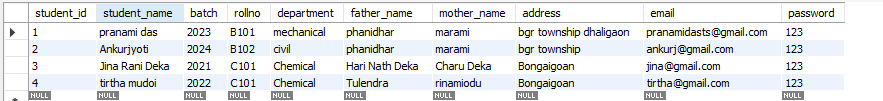 student_id student_name batch rollno department father_name mother_name address email password
1 pranami das 2023 B101 mechanical phanidhar marami bgr township dhaligaon pranamidasts@gmail.com 123
2 Ankurjyoti 2024 B102 civil phanidhar marami bgr township ankurj@gmail.com 123
3 Jina Rani Deka 2021 C101 Chemical Hari Nath Deka Charu Deka Bongaigoan jina@gmail.com 123
4 tirtha mudoi 2022 C101 Chemical Tulendra rinamiodu Bongaigoan tirtha@gmail.com 123
NULL NULL NULL NULL NULL NULL NULL NULL NULL NULL